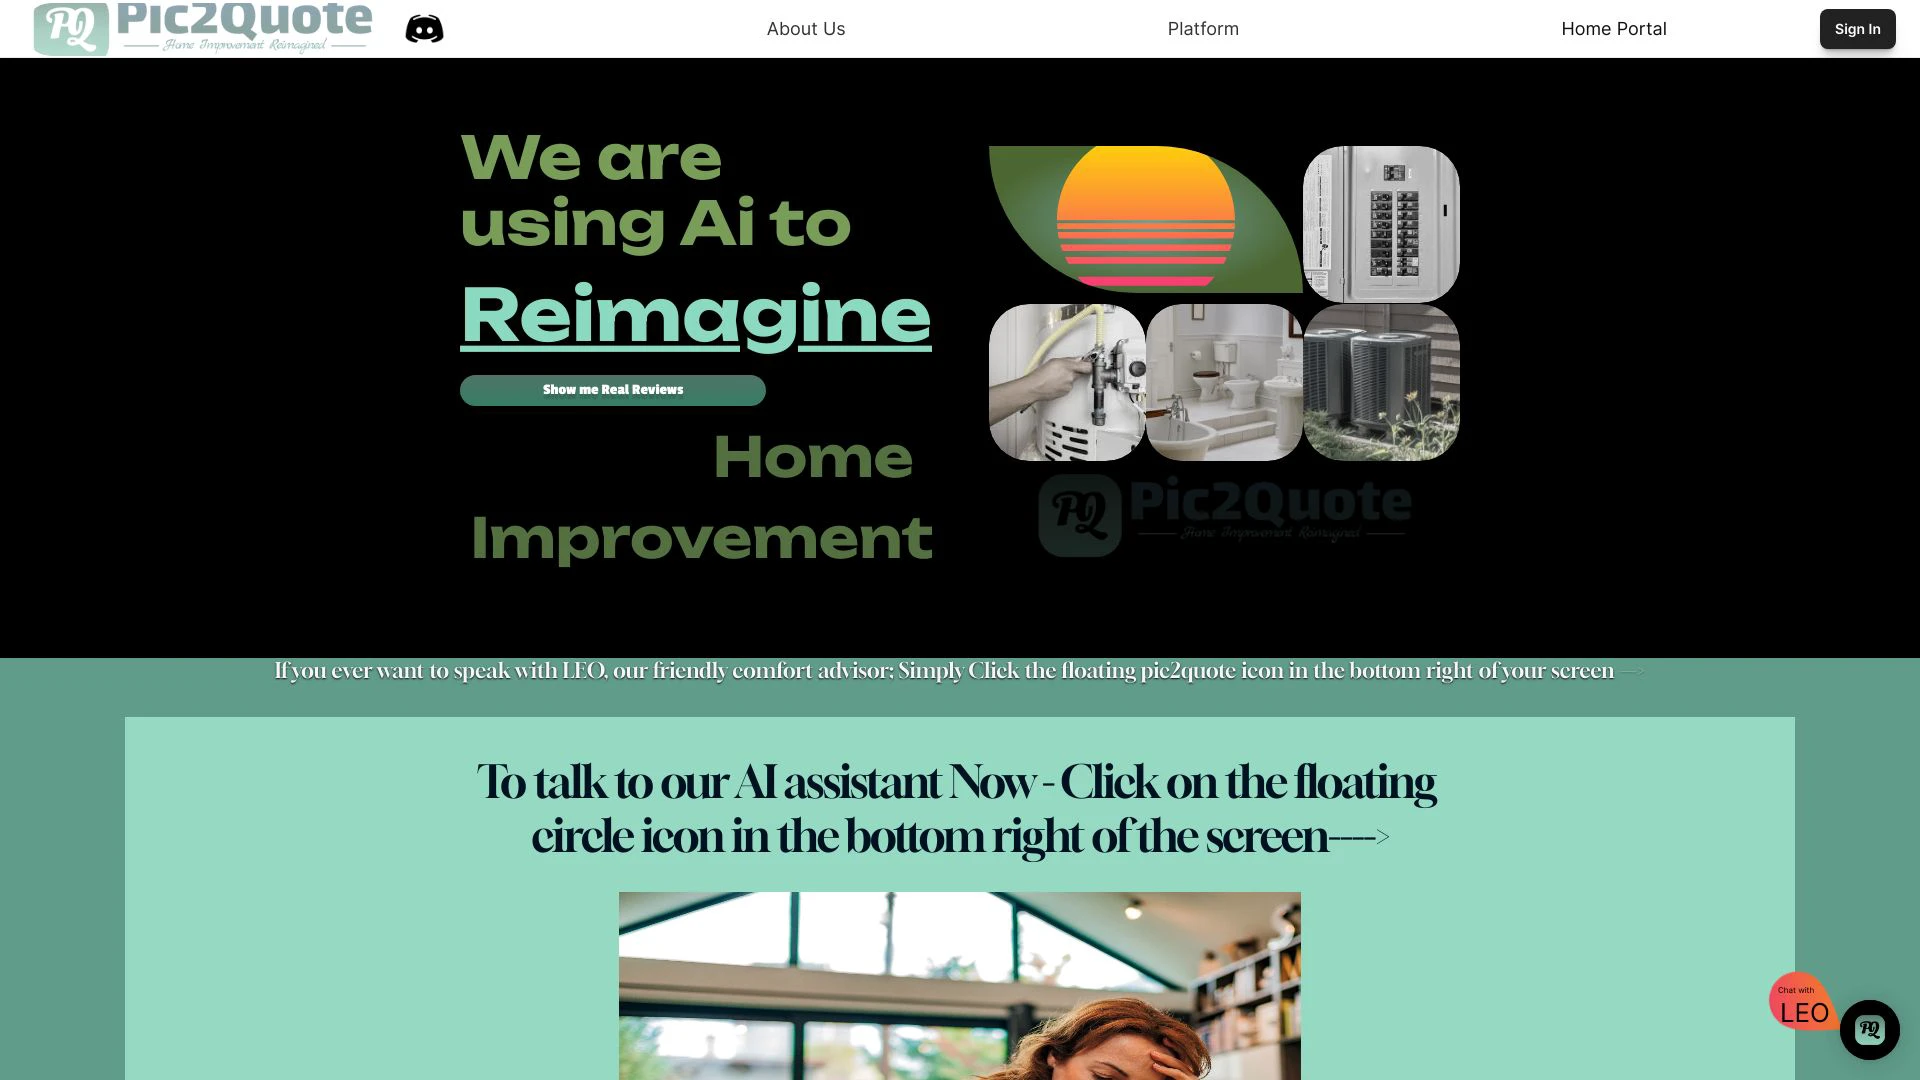 PQ Pic2Quote
Home Improvement Reimagined
About Us
Platform
Home Portal
Sign In
We are
using Ai to
Reimagine
Show me Real Reviews
Home
Improvement
PQ Pic2Quote
Home Improvement Reimagined
If you ever want to speak with LEO, our friendly comfort advisor; Simply Click the floating pic2quote icon in the bottom right of your screen --->
To talk to our AI assistant Now - Click on the floating
circle icon in the bottom right of the screen---->
Chat with
LEO
PQ